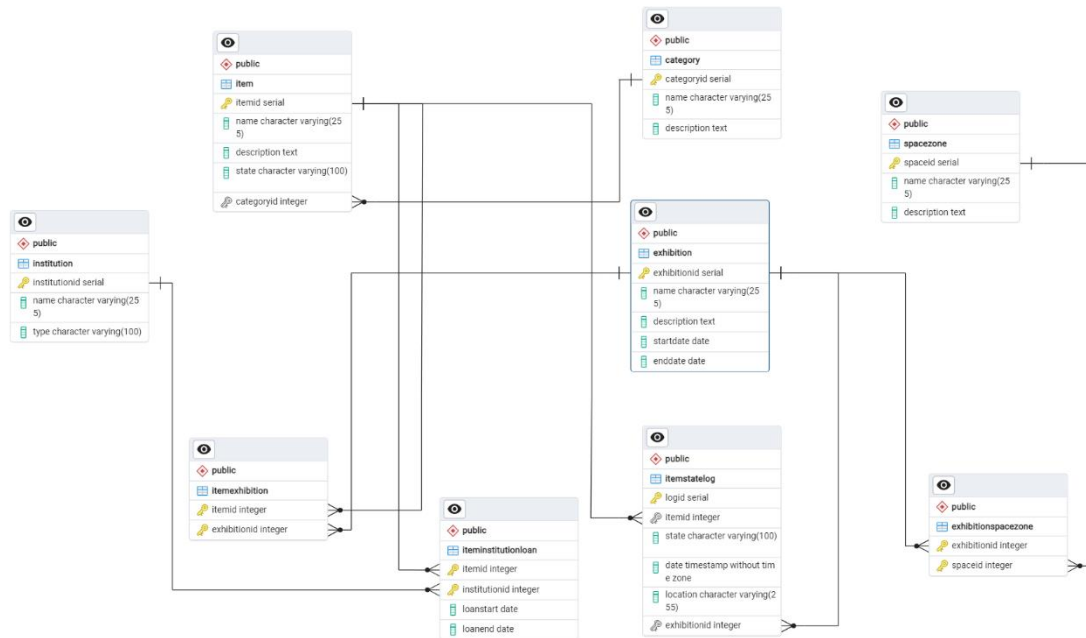 public
item
itemid serial
name character varying(25
5)
description text
state character varying(100)
categoryid integer
public
category
categoryid serial
name character varying(25
5)
description text
public
spacezone
spaceid serial
name character varying(25
5)
description text
public
institution
institutionid serial
name character varying(25
5)
type character varying(100)
public
exhibition
exhibitionid serial
name character varying(25
5)
description text
startdate date
enddate date
public
itemexhibition
itemid integer
exhibitionid integer
public
iteminstitutionloan
itemid integer
institutionid integer
loanstart date
loanend date
public
itemstatelog
logid serial
itemid integer
state character varying(100)
date timestamp without tim
e zone
location character varying(2
55)
exhibitionid integer
public
exhibitionspacezone
exhibitionid integer
spaceid integer